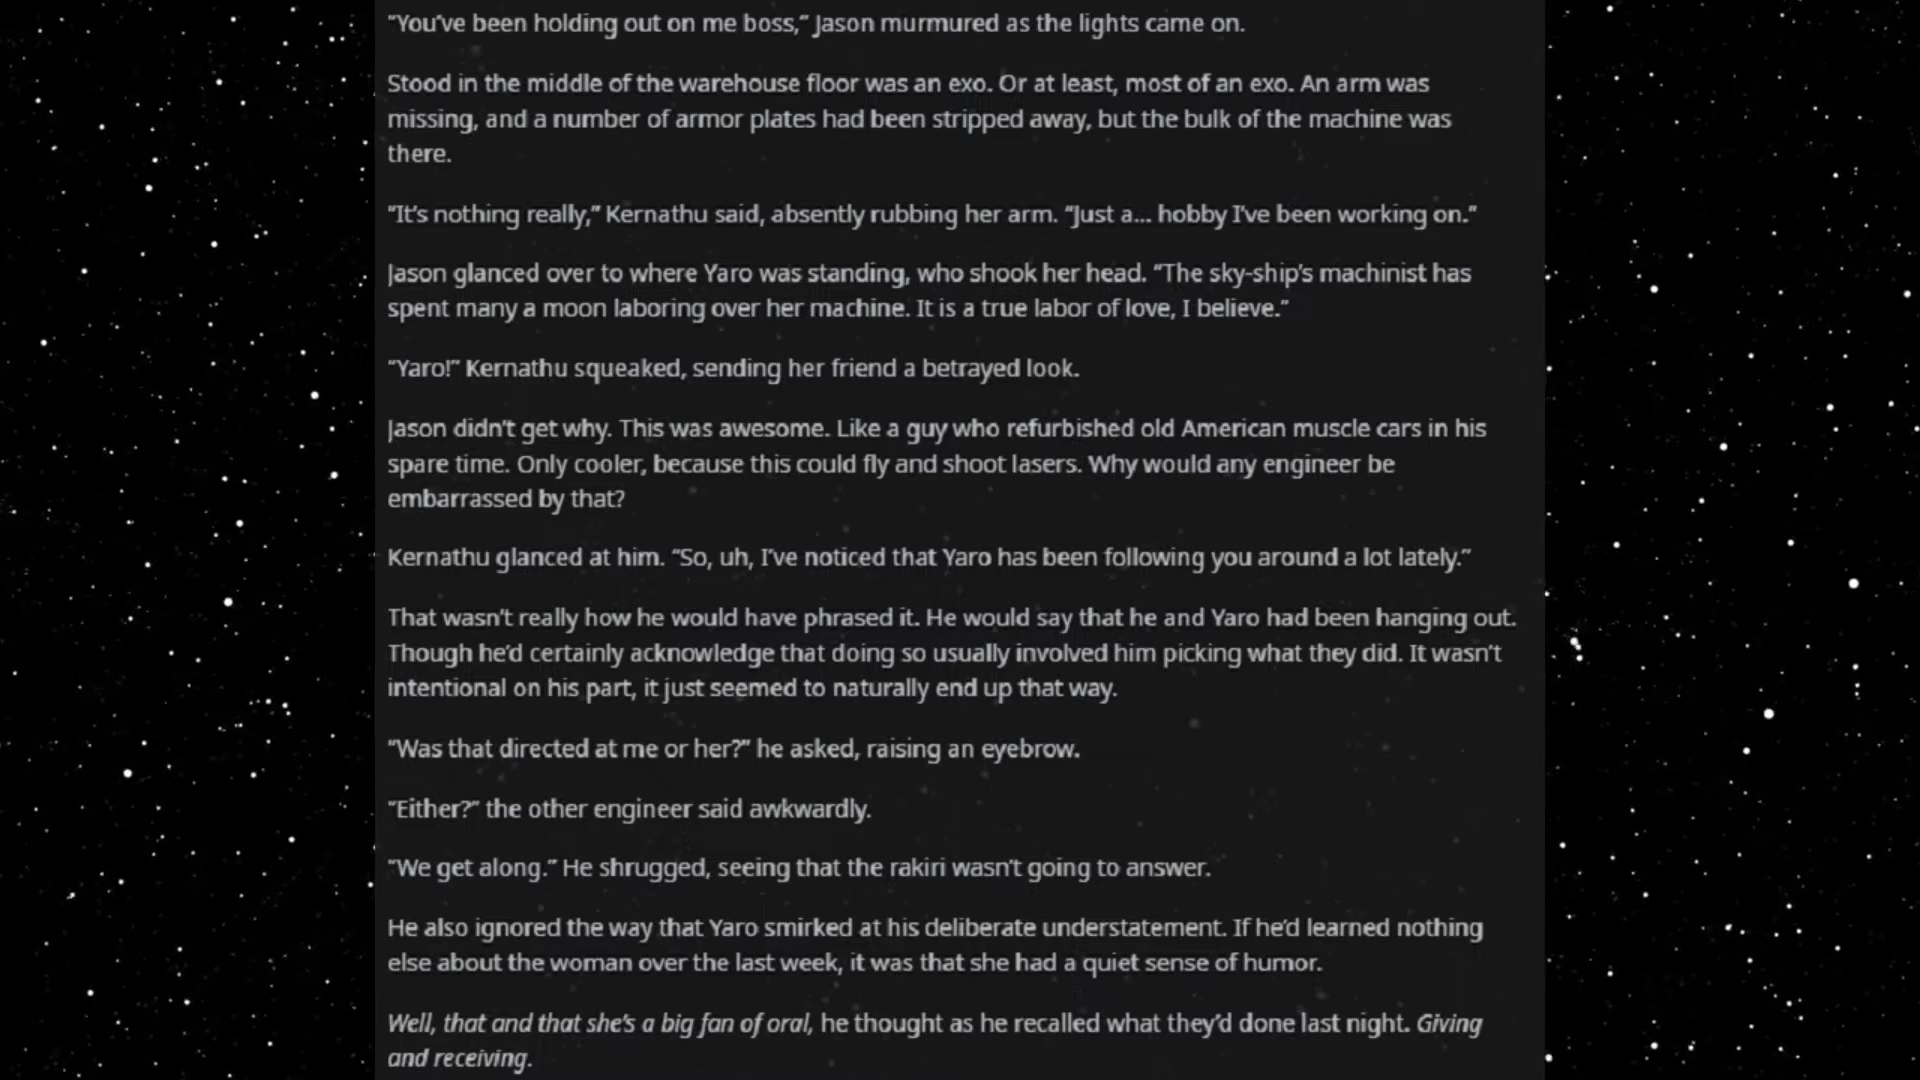 “You’ve been holding out on me boss,” Jason murmured as the lights came on.
Stood in the middle of the warehouse floor was an exo. Or at least, most of an exo. An arm was
missing, and a number of armor plates had been stripped away, but the bulk of the machine was
there.
“It’s nothing really,” Kernathu said, absently rubbing her arm. “Just a... hobby I’ve been working on.”
Jason glanced over to where Yaro was standing, who shook her head. “The sky-ship’s machinist has
spent many a moon laboring over her machine. It is a true labor of love, I believe.”
“Yaro!” Kernathu squeaked, sending her friend a betrayed look.
Jason didn’t get why. This was awesome. Like a guy who refurbished old American muscle cars in his
spare time. Only cooler, because this could fly and shoot lasers. Why would any engineer be
embarrassed by that?
Kernathu glanced at him. “So, uh, I’ve noticed that Yaro has been following you around a lot lately.”
That wasn’t really how he would have phrased it. He would say that he and Yaro had been hanging out.
Though he’d certainly acknowledge that doing so usually involved him picking what they did. It wasn’t
intentional on his part, it just seemed to naturally end up that way.
“Was that directed at me or her?” he asked, raising an eyebrow.
“Either?” the other engineer said awkwardly.
“We get along.” He shrugged, seeing that the rakiri wasn’t going to answer.
He also ignored the way that Yaro smirked at his deliberate understatement. If he’d learned nothing
else about the woman over the last week, it was that she had a quiet sense of humor.
Well, that and that she’s a big fan of oral, he thought as he recalled what they’d done last night. Giving
and receiving.